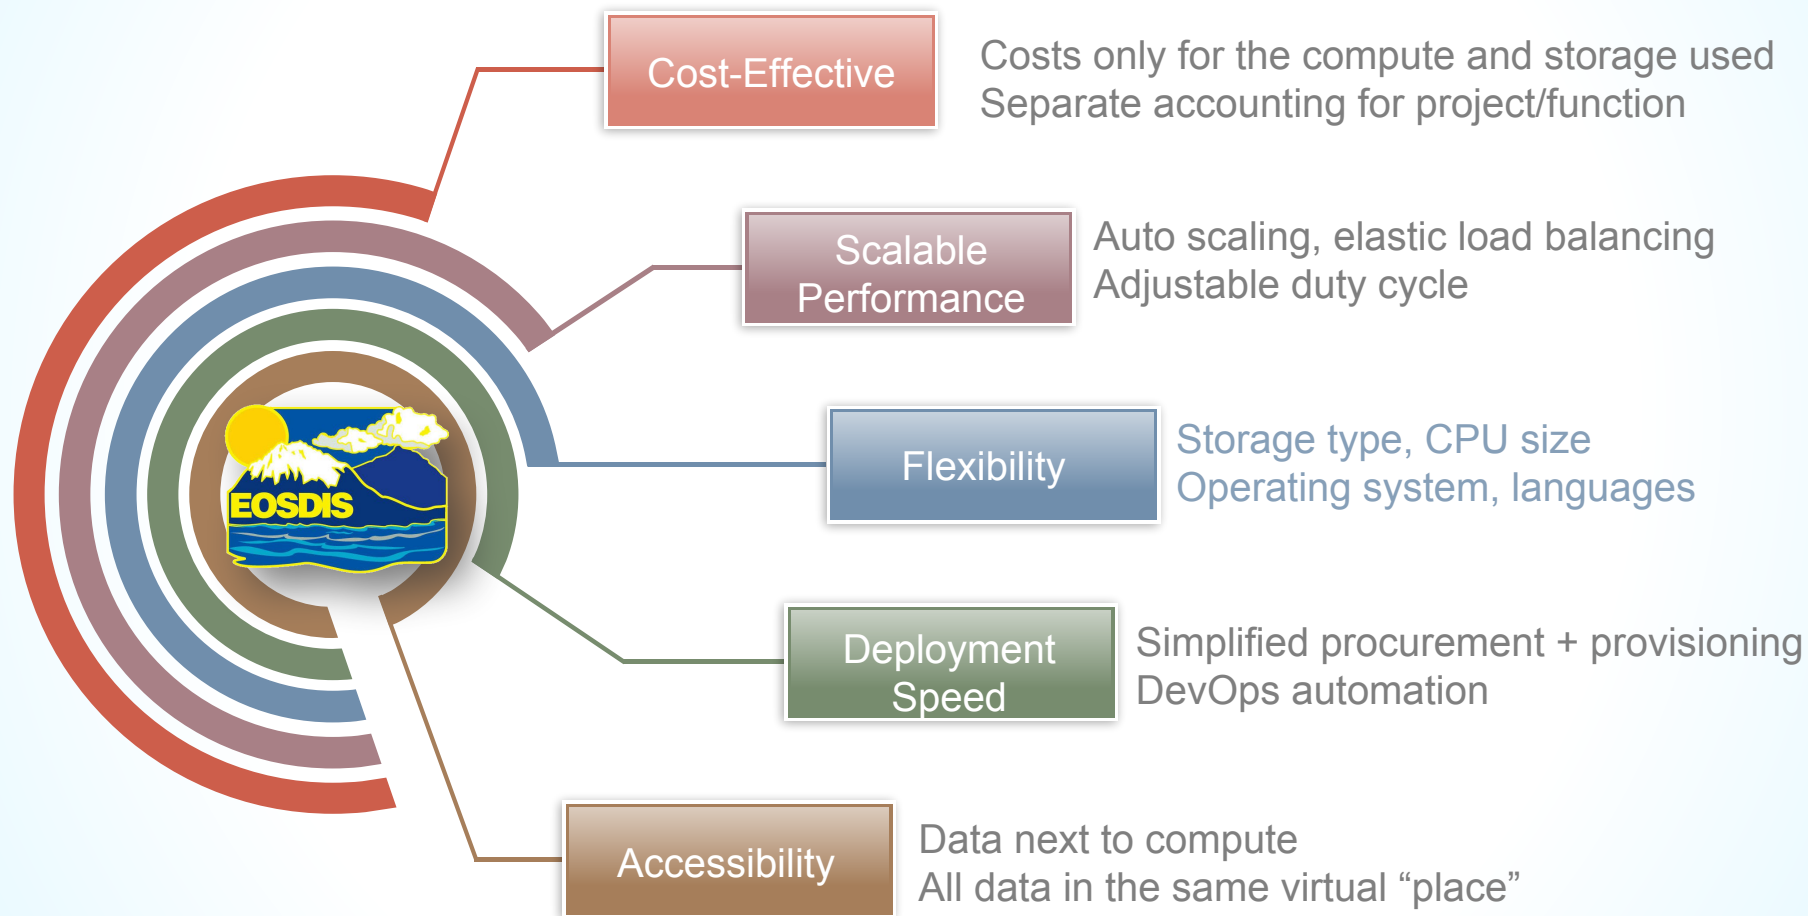 Cost-Effective
Costs only for the compute and storage used
Separate accounting for project/function
Scalable
Performance
Auto scaling, elastic load balancing
Adjustable duty cycle
EOSDIS
Flexibility
Storage type, CPU size
Operating system, languages
Deployment
Speed
Simplified procurement + provisioning
DevOps automation
Accessibility
Data next to compute
All data in the same virtual “place”